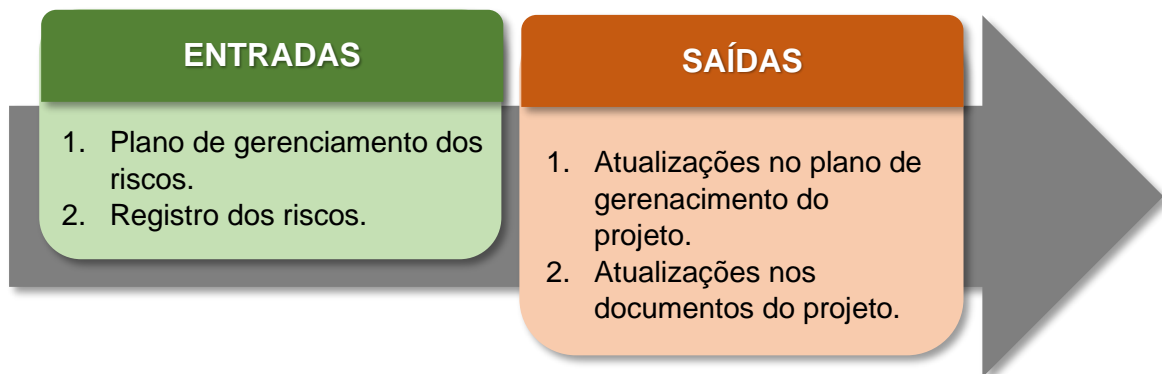 ENTRADAS
1. Plano de gerenciamento dos
riscos.
2. Registro dos riscos.
SAÍDAS
1. Atualizações no plano de
gerenacimento do
projeto.
2. Atualizações nos
documentos do projeto.